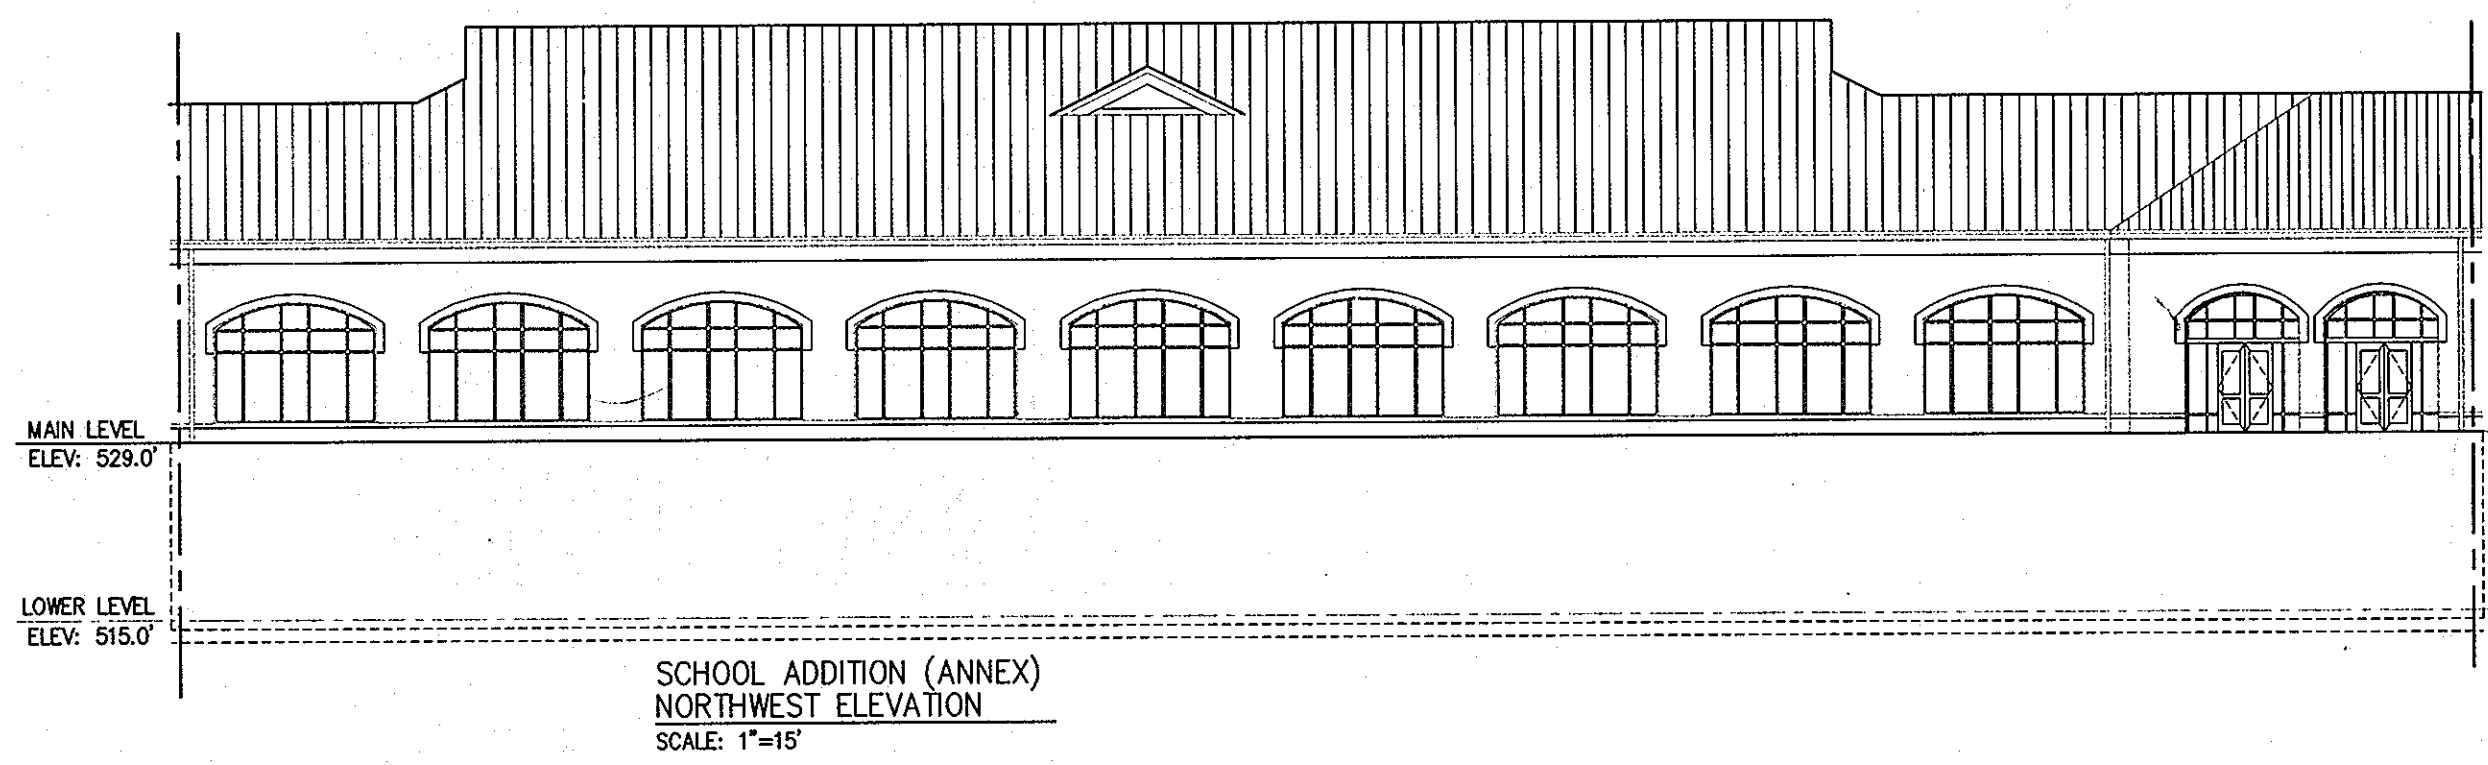 MAIN LEVEL
ELEV: 529.0'
LOWER LEVEL
ELEV: 515.0'
SCHOOL ADDITION (ANNEX)
NORTHWEST ELEVATION
SCALE: 1"=15'